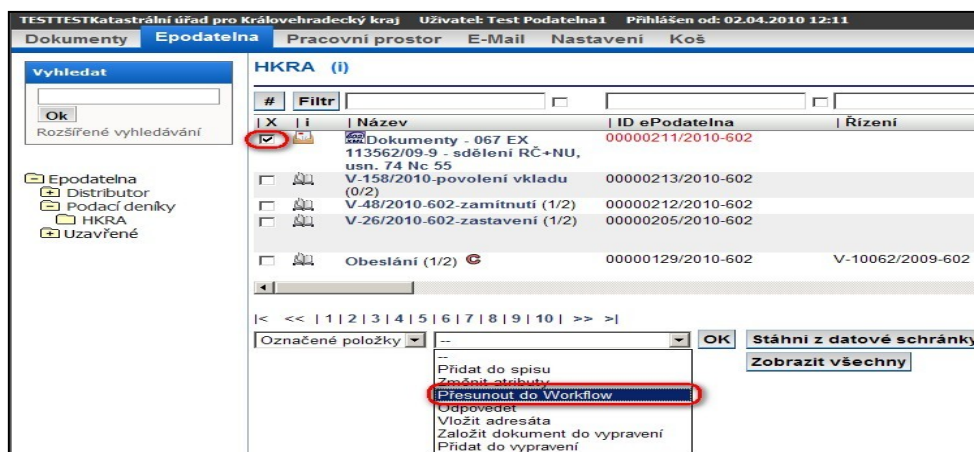 TESTTESTKatastrální úřad pro Královehradecký kraj Uživatel: Test Podatelna1 Přihlášen od: 02.04.2010 12:11
Dokumenty Epodatelna Pracovní prostor E-Mail Nastavení Koš
Vyhledat
Ok
Rozšířené vyhledávání
Epodatelna
Distributor
Podací deníky
HKRA
Uzavřené
HKRA (i)
# Filtr
| X | i | Název | ID ePodatelna | Řízení
Dokumenty - 067 EX 00000211/2010-602
113562/09-9 - sdělení RČ+NU,
usn. 74 Nc 55
V-158/2010-povolení vkladu 00000213/2010-602
(0/2)
V-48/2010-602-zamítnutí (1/2) 00000212/2010-602
V-26/2010-602-zastavení (1/2) 00000205/2010-602
Obeslání (1/2) C 00000129/2010-602 V-10062/2009-602
|< << | 1 | 2 | 3 | 4 | 5 | 6 | 7 | 8 | 9 | 10 | >> >|
Označené položky -- OK Stáhni z datové schránky
Zobrazit všechny
--
Přidat do spisu
Změnit atributy
Přesunout do Workflow
Odpovědět
Vložit adresáta
Založit dokument do vypravení
Přidat do vypravení